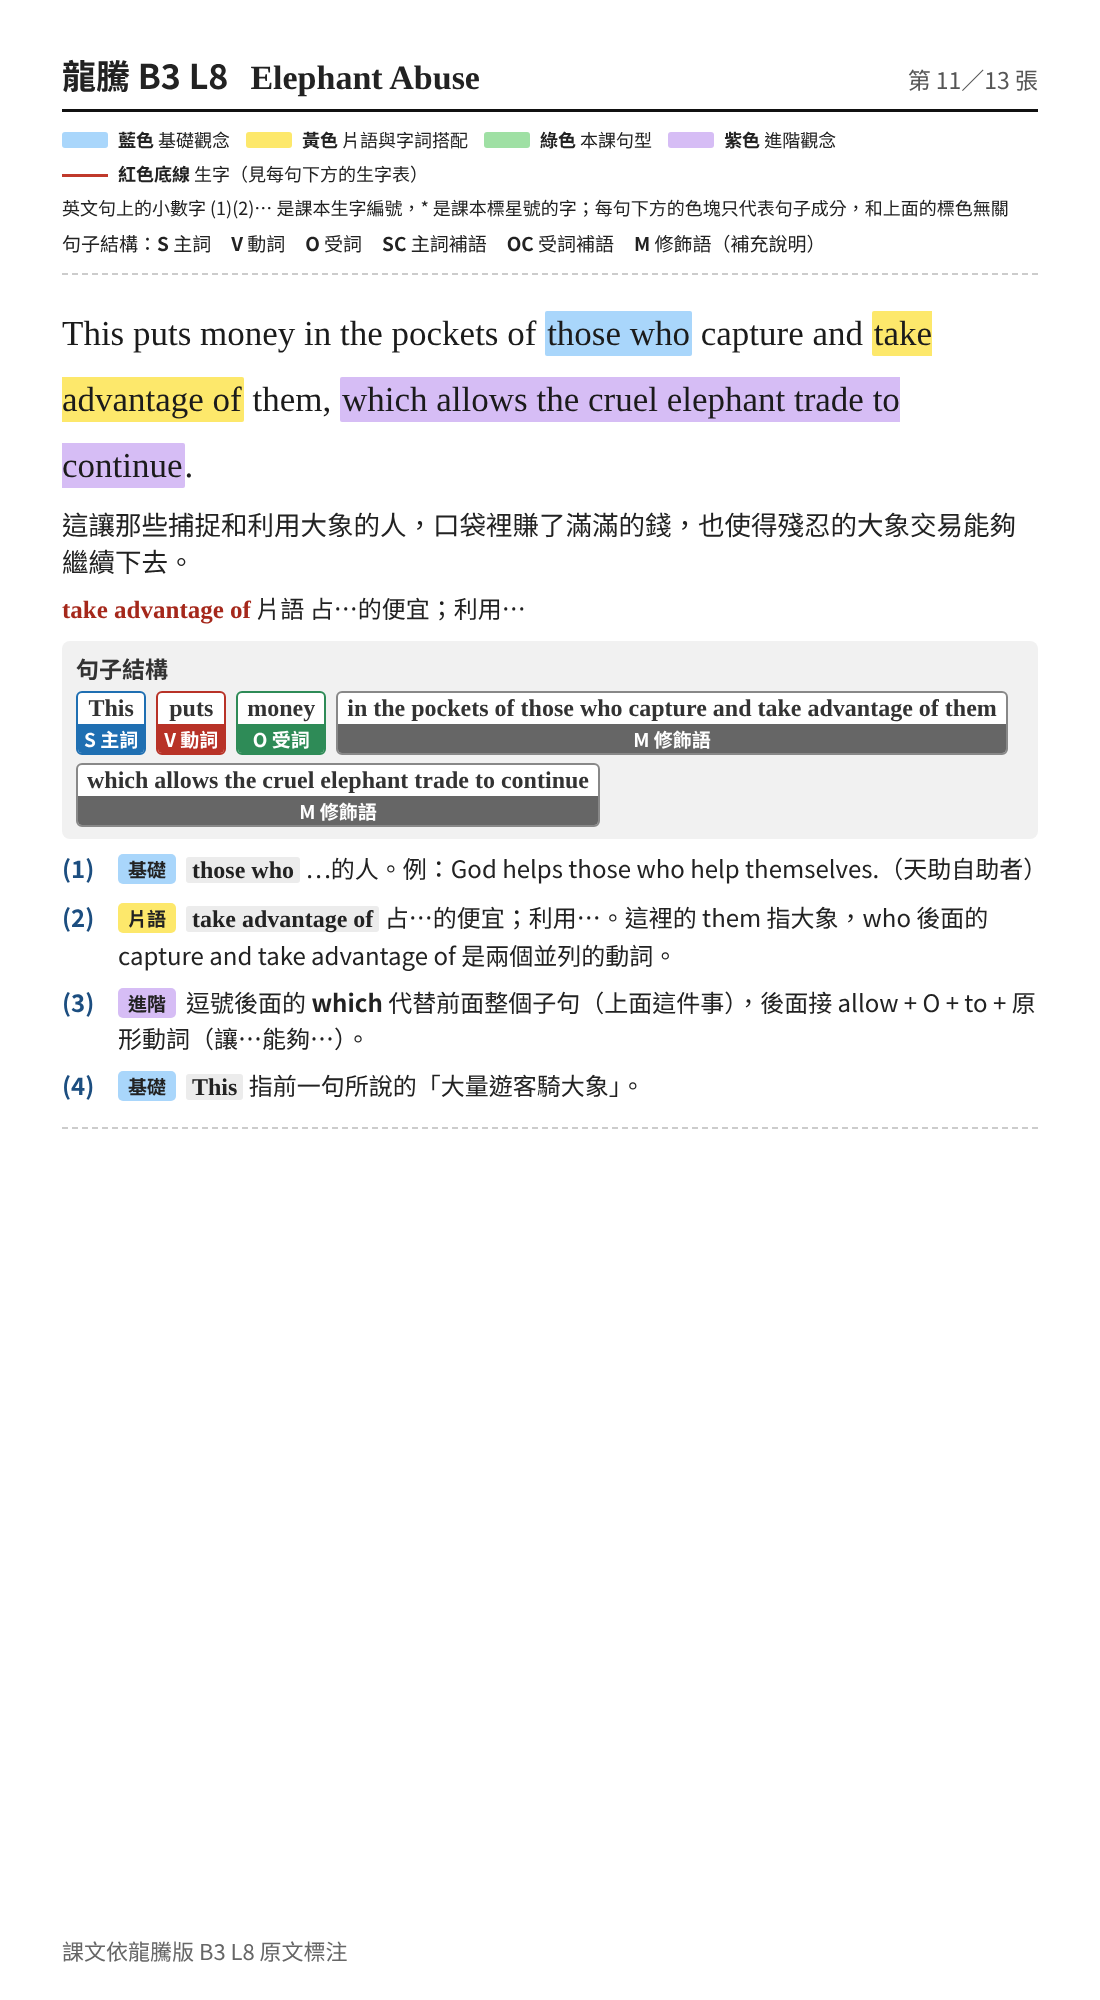 龍騰 B3 L8 Elephant Abuse 第 11／13 張
藍色 基礎觀念 黃色 片語與字詞搭配 綠色 本課句型 紫色 進階觀念
紅色底線 生字（見每句下方的生字表）
英文句上的小數字 (1)(2)⋯ 是課本生字編號，* 是課本標星號的字；每句下方的色塊只代表句子成分，和上面的標色無關
句子結構：S 主詞 V 動詞 O 受詞 SC 主詞補語 OC 受詞補語 M 修飾語（補充說明）
This puts money in the pockets of those who capture and take
advantage of them, which allows the cruel elephant trade to
continue.
這讓那些捕捉和利用大象的人，口袋裡賺了滿滿的錢，也使得殘忍的大象交易能夠
繼續下去。
take advantage of 片語 占⋯的便宜；利用⋯
句子結構
This puts money in the pockets of those who capture and take advantage of them
S 主詞 V 動詞 O 受詞 M 修飾語
which allows the cruel elephant trade to continue
M 修飾語
(1) 基礎 those who …的人。例：God helps those who help themselves.（天助自助者）
(2) 片語 take advantage of 占⋯的便宜；利用⋯。這裡的 them 指大象，who 後面的
capture and take advantage of 是兩個並列的動詞。
(3) 進階 逗號後面的 which 代替前面整個子句（上面這件事），後面接 allow + O + to + 原
形動詞（讓⋯能夠⋯）。
(4) 基礎 This 指前一句所說的「大量遊客騎大象」。
課文依龍騰版 B3 L8 原文標注